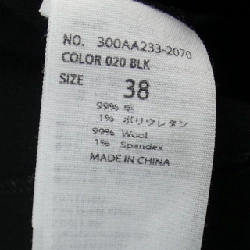 NO. 300AA233-2070
COLOR 020 BLK
SIZE 38
99% 毛
1% ポリウレタン
99% Wool
1% Spandex
MADE IN CHINA